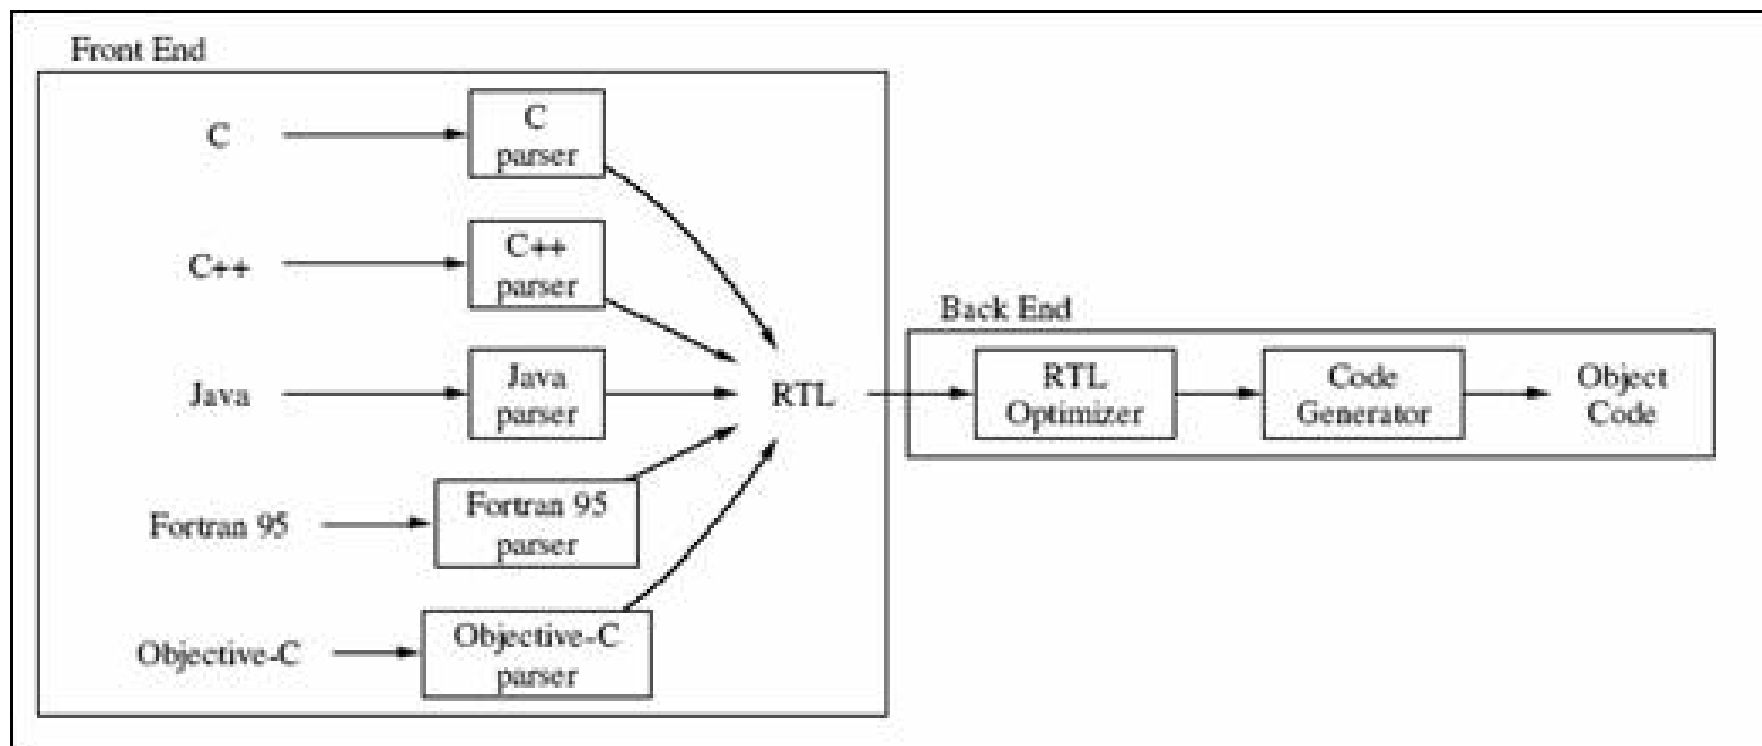 Front End
C
C
parser
C++
C++
parser
Java
Java
parser
Fortran 95
Fortran 95
parser
Objective-C
Objective-C
parser
RTL
Back End
RTL
Optimizer
Code
Generator
Object
Code